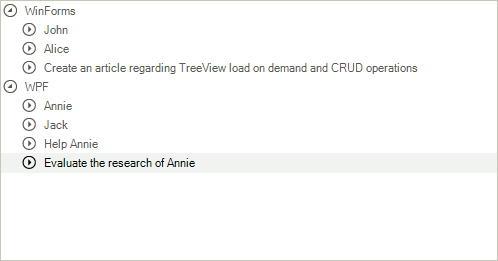 WinForms
John
Alice
Create an article regarding TreeView load on demand and CRUD operations
WPF
Annie
Jack
Help Annie
Evaluate the research of Annie